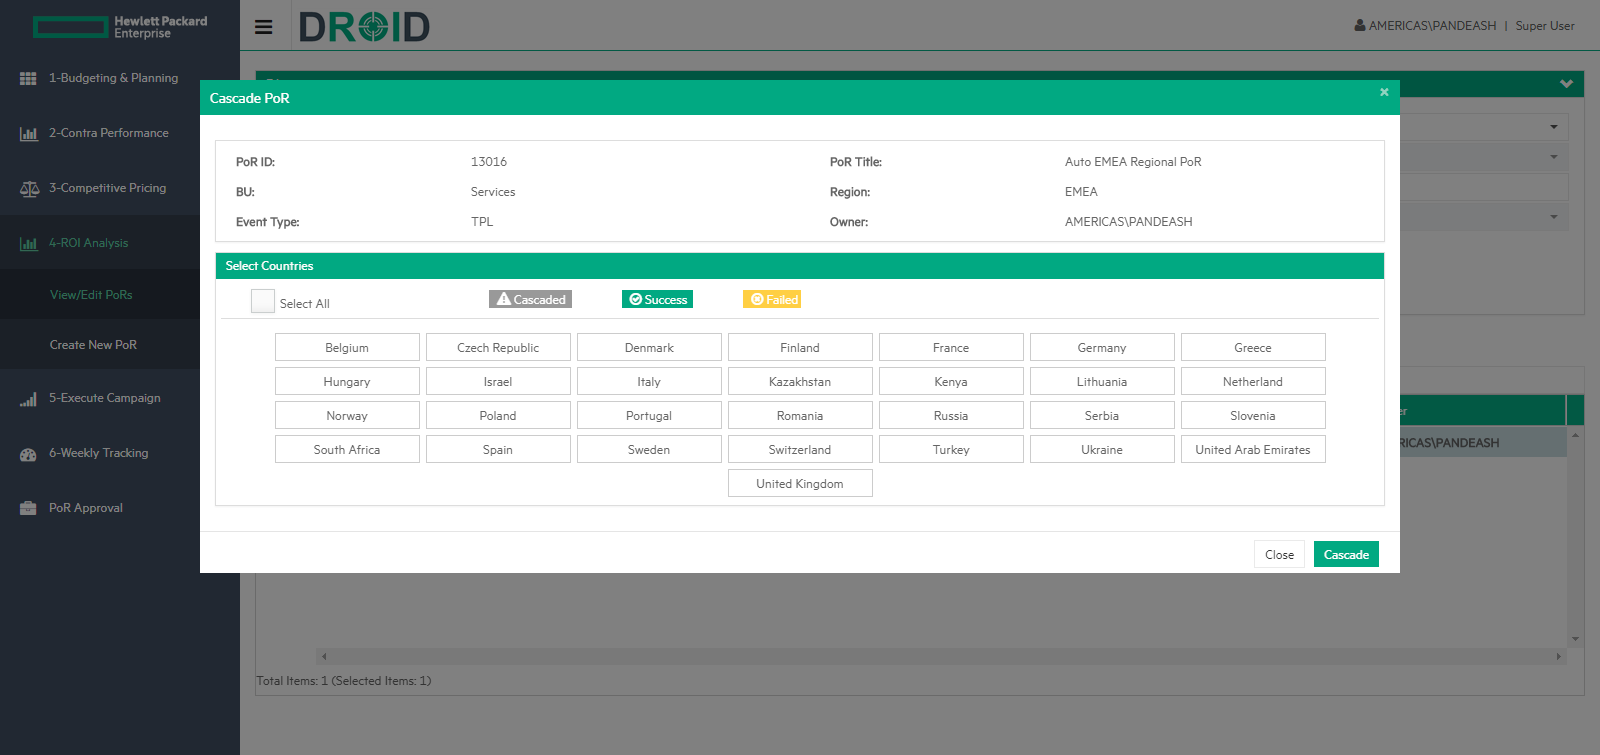 Hewlett Packard
Enterprise
DROID
AMERICAS\PANDEASH | Super User
1-Budgeting & Planning
2-Contra Performance
3-Competitive Pricing
4-ROI Analysis
View/Edit PoRs
Create New PoR
5-Execute Campaign
6-Weekly Tracking
PoR Approval
Cascade PoR
PoR ID: 13016 PoR Title: Auto EMEA Regional PoR
BU: Services Region: EMEA
Event Type: TPL Owner: AMERICAS\PANDEASH
Select Countries
Select All Cascaded Success Failed
Belgium Czech Republic Denmark Finland France Germany Greece
Hungary Israel Italy Kazakhstan Kenya Lithuania Netherland
Norway Poland Portugal Romania Russia Serbia Slovenia
South Africa Spain Sweden Switzerland Turkey Ukraine United Arab Emirates
United Kingdom
Close Cascade
er
RICAS\PANDEASH
Total Items: 1 (Selected Items: 1)